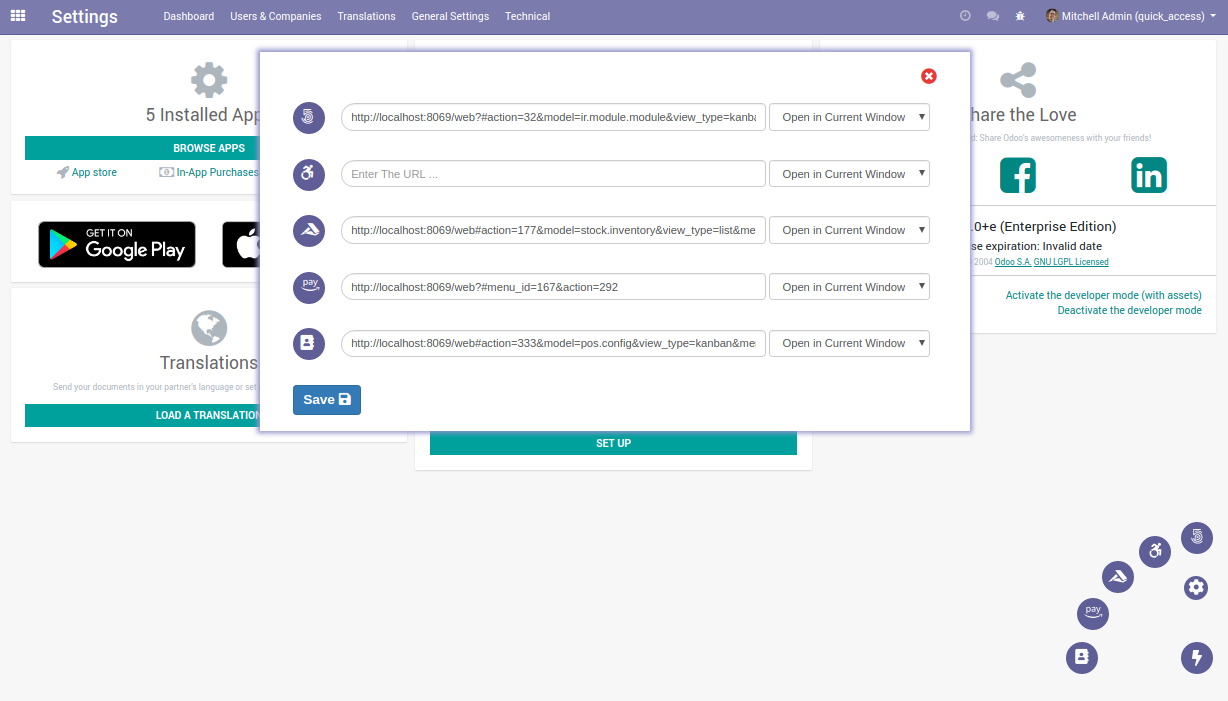 Settings
Dashboard
Users & Companies
Translations
General Settings
Technical
Mitchell Admin (quick_access)
5 Installed App
BROWSE APPS
App store
In-App Purchases
GET IT ON
Google Play
Translations
Send your documents in your partner's language or set
LOAD A TRANSLATION
http://localhost:8069/web?#action=32&model=ir.module.module&view_type=kanba
Open in Current Window
Enter The URL ...
Open in Current Window
http://localhost:8069/web#action=177&model=stock.inventory&view_type=list&me
Open in Current Window
pay
http://localhost:8069/web?#menu_id=167&action=292
Open in Current Window
http://localhost:8069/web#action=333&model=pos.config&view_type=kanban&me
Open in Current Window
Save
SET UP
hare the Love
d: Share Odoo's awesomeness with your friends!
in
.0+e (Enterprise Edition)
se expiration: Invalid date
2004 Odoo S.A. GNU LGPL Licensed
Activate the developer mode (with assets)
Deactivate the developer mode
pay